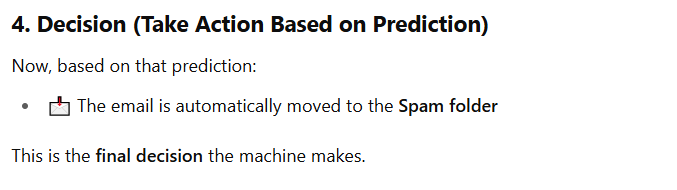 4. Decision (Take Action Based on Prediction)
Now, based on that prediction:
• 📩 The email is automatically moved to the Spam folder
This is the final decision the machine makes.